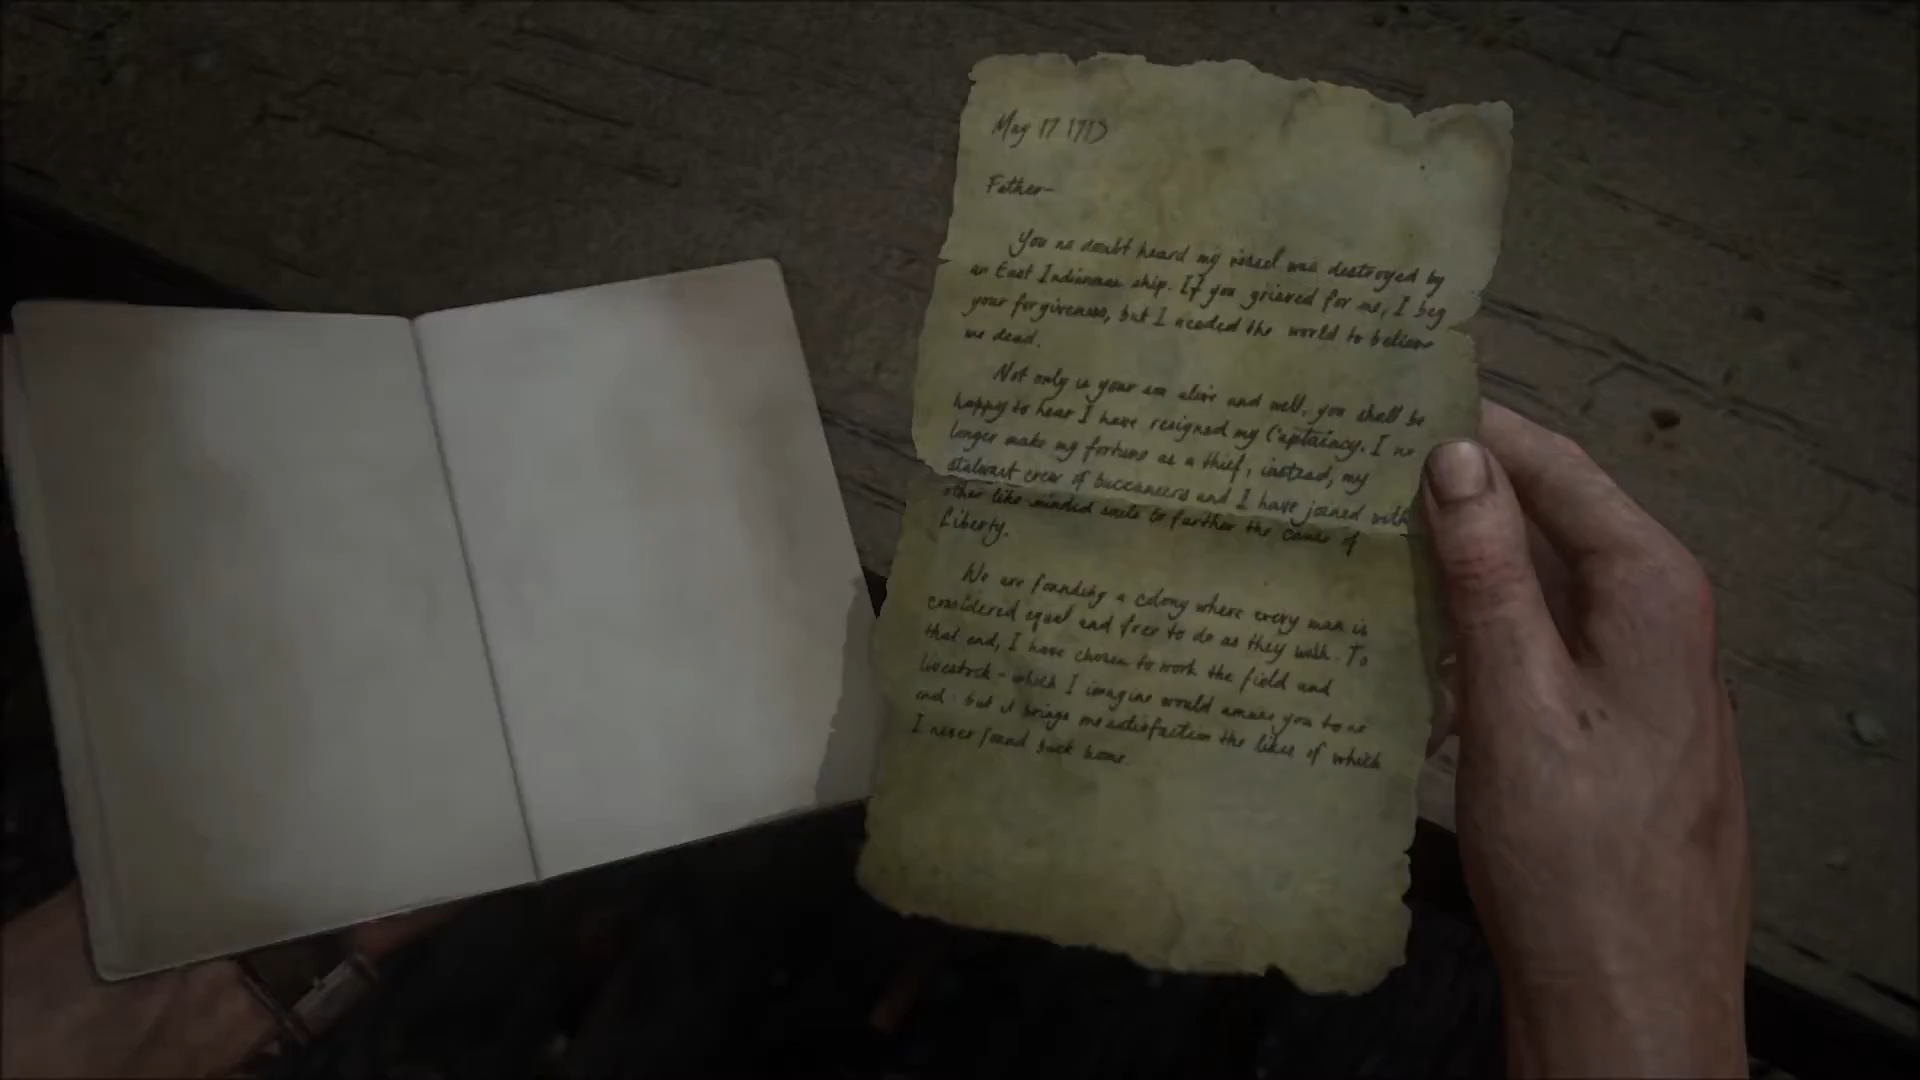 May 17 1713
Father-
You no doubt heard my vessel was destroyed by
an East Indiaman ship. If you grieved for me, I beg
your forgiveness, but I needed the world to believe
me dead.
Not only is your son alive and well, you shall be
happy to hear I have resigned my Captaincy. I no
longer make my fortune as a thief, instead, my
stalwart crew of buccaneers and I have joined with
other like minded souls to further the cause of
Liberty.
We are founding a colony where every man is
considered equal and free to do as they wish. To
that end, I have chosen to work the field and
livestock - which I imagine would amuse you to no
end - but it brings me satisfaction the likes of which
I never found back home.